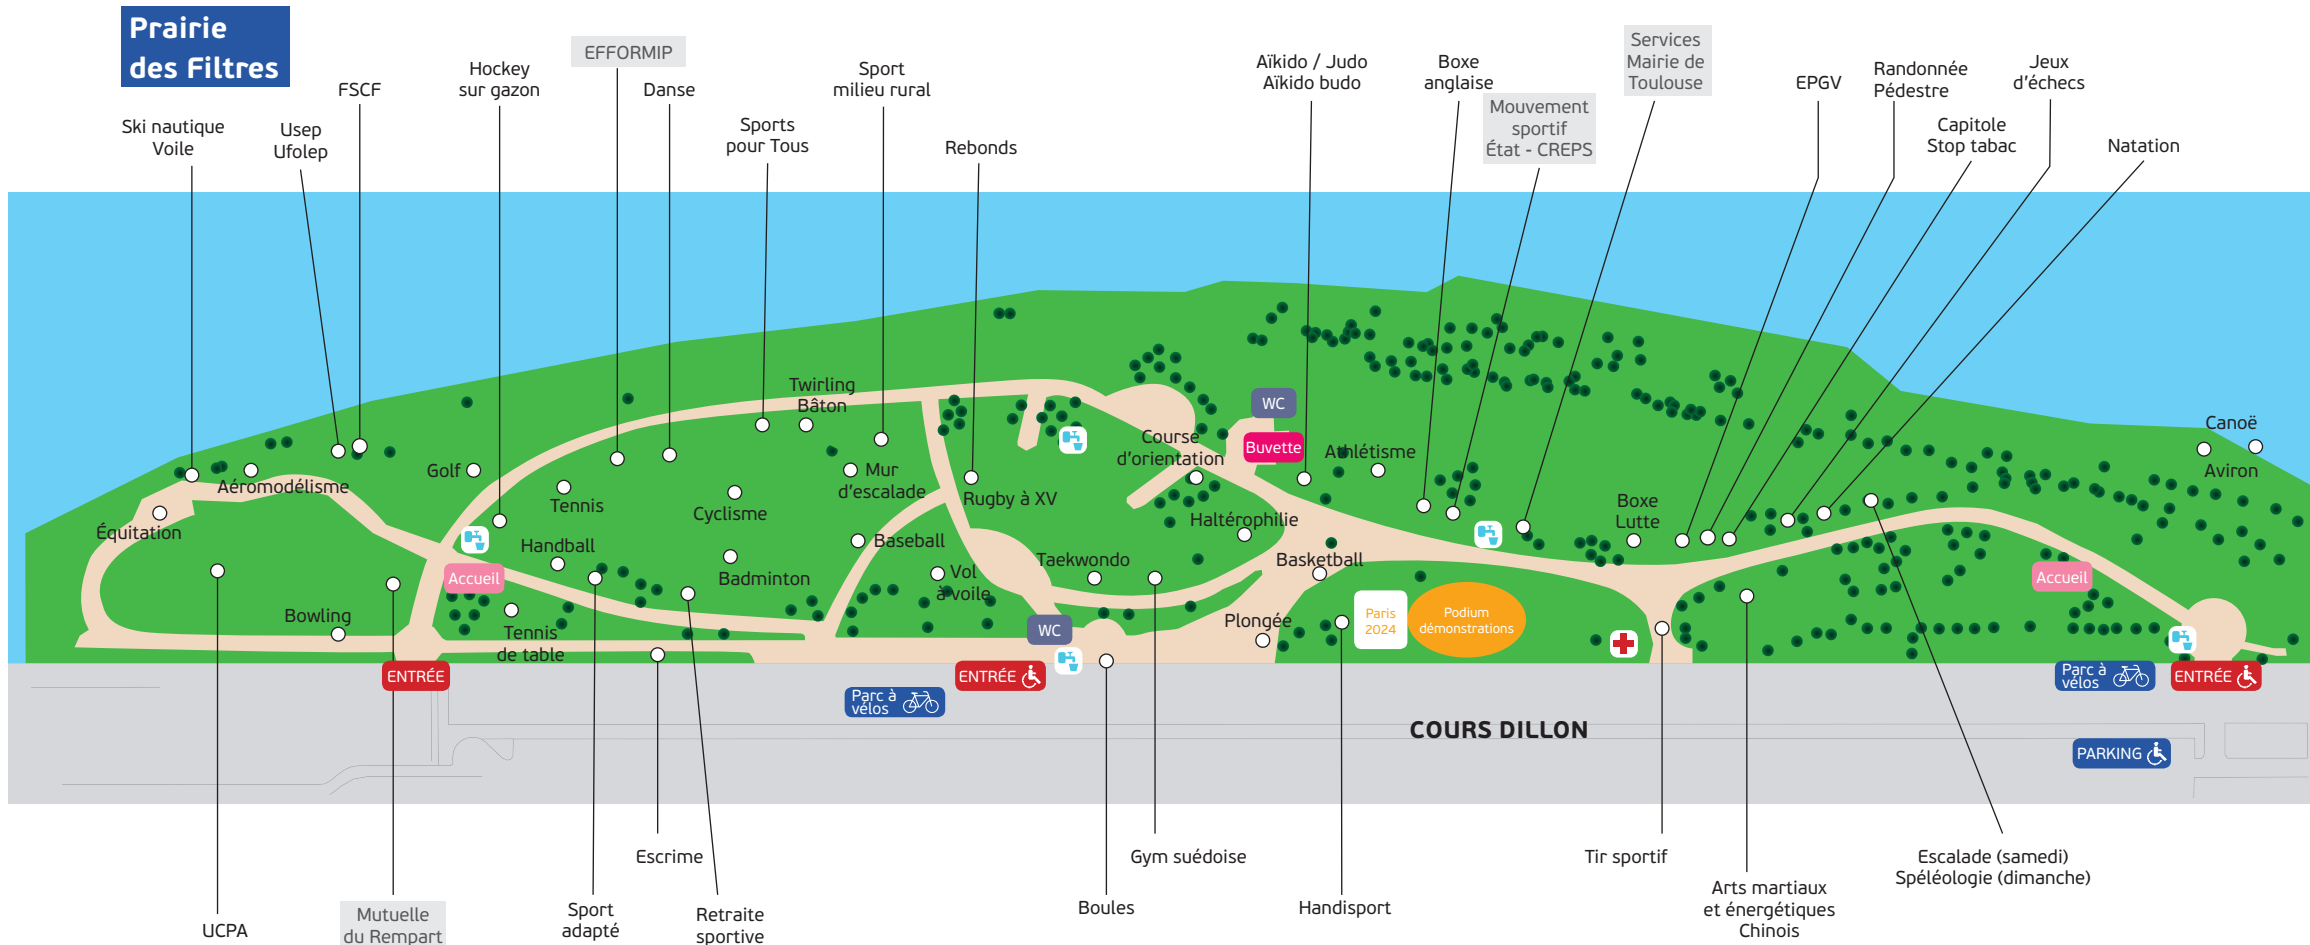 Prairie
des Filtres
Ski nautique
Voile
Usep
Ufolep
FSCF
Hockey
sur gazon
EFFORMIP
Danse
Sports
pour Tous
Sport
milieu rural
Rebonds
Aïkido / Judo
Aïkido budo
Boxe
anglaise
Mouvement
sportif
État - CREPS
Services
Mairie de
Toulouse
EPGV
Randonnée
Pédestre
Capitole
Stop tabac
Jeux
d'échecs
Natation
Twirling
Bâton
WC
Buvette
Course
d'orientation
Athlétisme
Canoë
Aviron
Golf
Aéromodélisme
Mur
d'escalade
Rugby à XV
Tennis
Cyclisme
Équitation
Haltérophilie
Boxe
Lutte
Handball
Baseball
Taekwondo
Basketball
Accueil
Badminton
Vol
à voile
Accueil
Bowling
Tennis
de table
WC
Plongée
Paris
2024
Podium
démonstrations
ENTRÉE
Parc à
vélos
ENTRÉE
Parc à
vélos
ENTRÉE
COURS DILLON
PARKING
UCPA
Mutuelle
du Rempart
Sport
adapté
Escrime
Retraite
sportive
Boules
Gym suédoise
Handisport
Tir sportif
Arts martiaux
et énergétiques
Chinois
Escalade (samedi)
Spéléologie (dimanche)